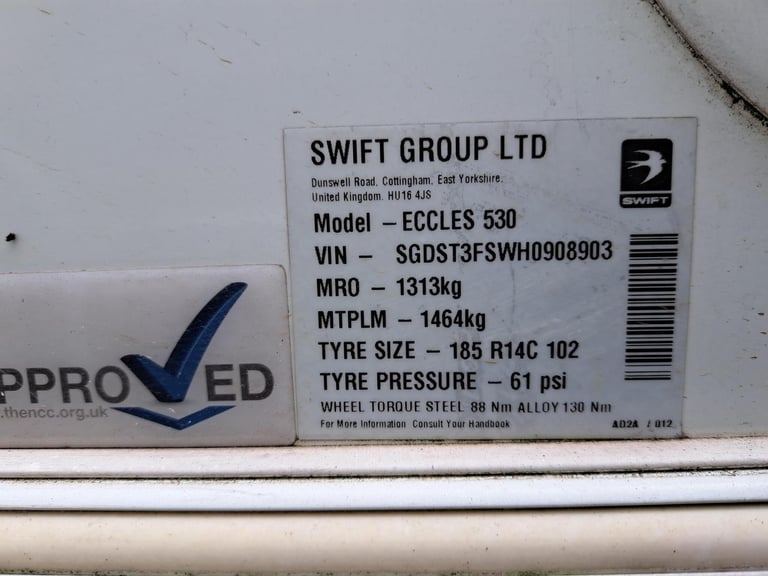 SWIFT GROUP LTD
Dunswell Road, Cottingham, East Yorkshire.
United Kingdom. HU16 4JS
SWIFT
Model – ECCLES 530
VIN – SGDST3FSWH0908903
MRO – 1313kg
MTPLM – 1464kg
TYRE SIZE – 185 R14C 102
TYRE PRESSURE – 61 psi
WHEEL TORQUE STEEL 88 Nm ALLOY 130 Nm
For More Information Consult Your Handbook
AD2A / 012
PPROVED
.thencc.org.uk